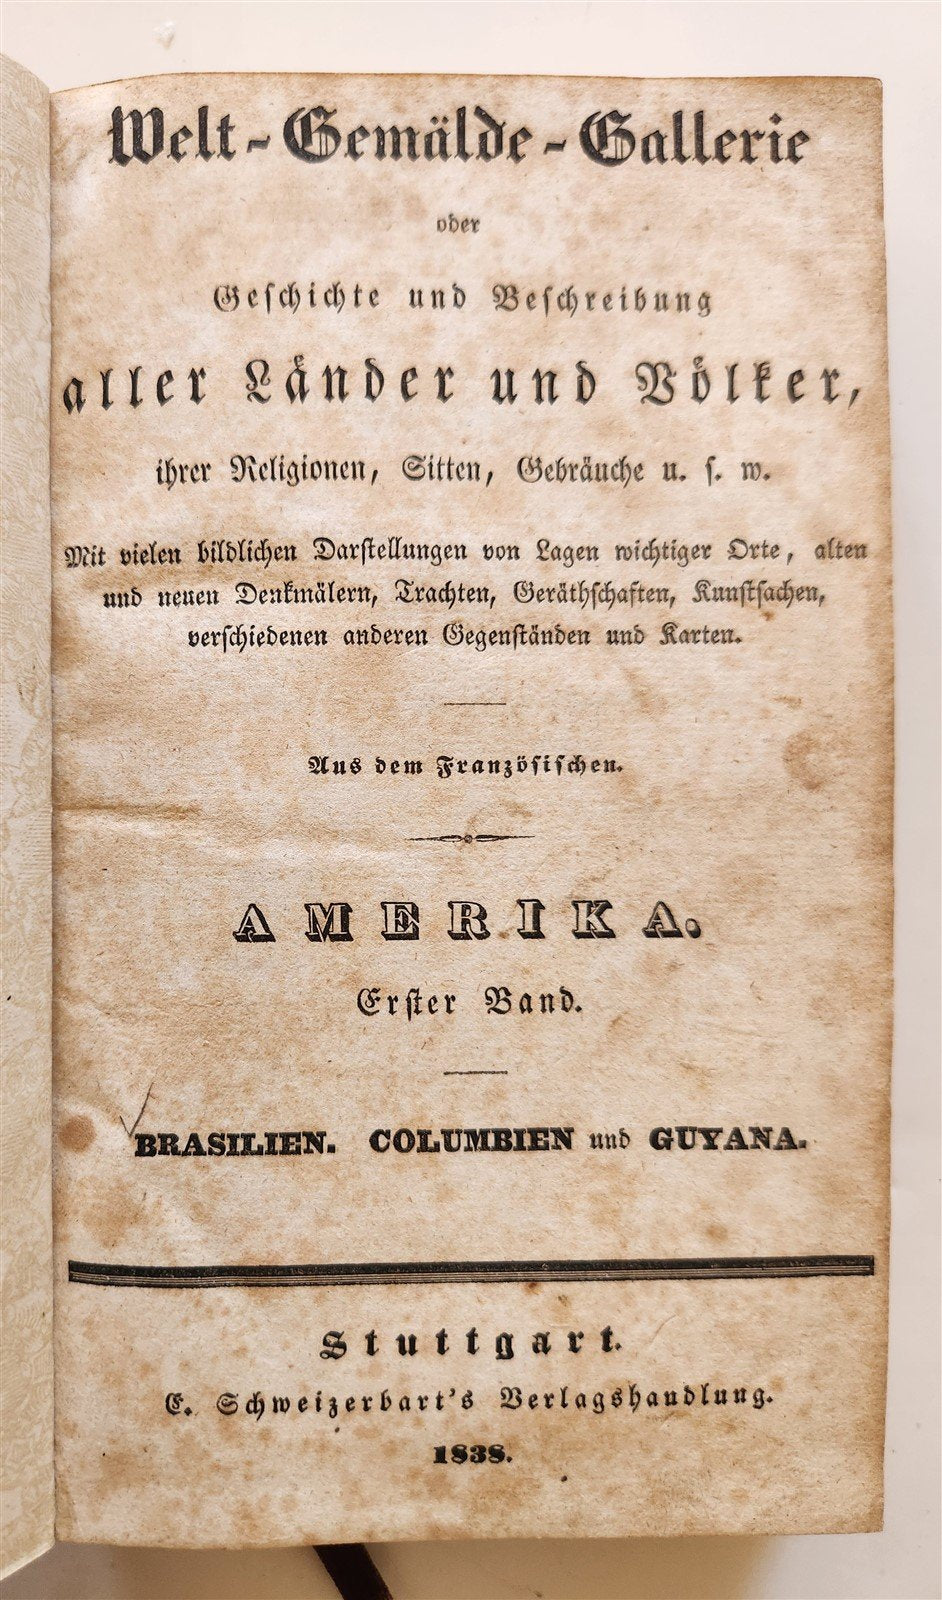 Welt-Gemälde-Gallerie
oder
Geschichte und Beschreibung
aller Länder und Völker,
ihrer Religionen, Sitten, Gebräuche u. s. w.
Mit vielen bildlichen Darstellungen von Lagen wichtiger Orte, alten
und neuen Denkmälern, Trachten, Geräthschaften, Kunstsachen,
verschiedenen anderen Gegenständen und Karten.
Aus dem Französischen.
AMERIKA.
Erster Band.
BRASILIEN. COLUMBIEN und GUYANA.
Stuttgart.
E. Schweizerbart's Verlagshandlung.
1838.